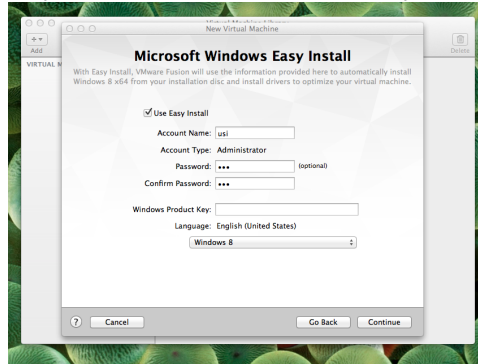 Virtual Machine Library
New Virtual Machine
Add
Delete
VIRTUAL M
Microsoft Windows Easy Install
With Easy Install, VMware Fusion will use the information provided here to automatically install
Windows 8 x64 from your installation disc and install drivers to optimize your virtual machine.
Use Easy Install
Account Name: usi
Account Type: Administrator
Password: ••• (optional)
Confirm Password: •••
Windows Product Key:
Language: English (United States)
Windows 8
? Cancel Go Back Continue